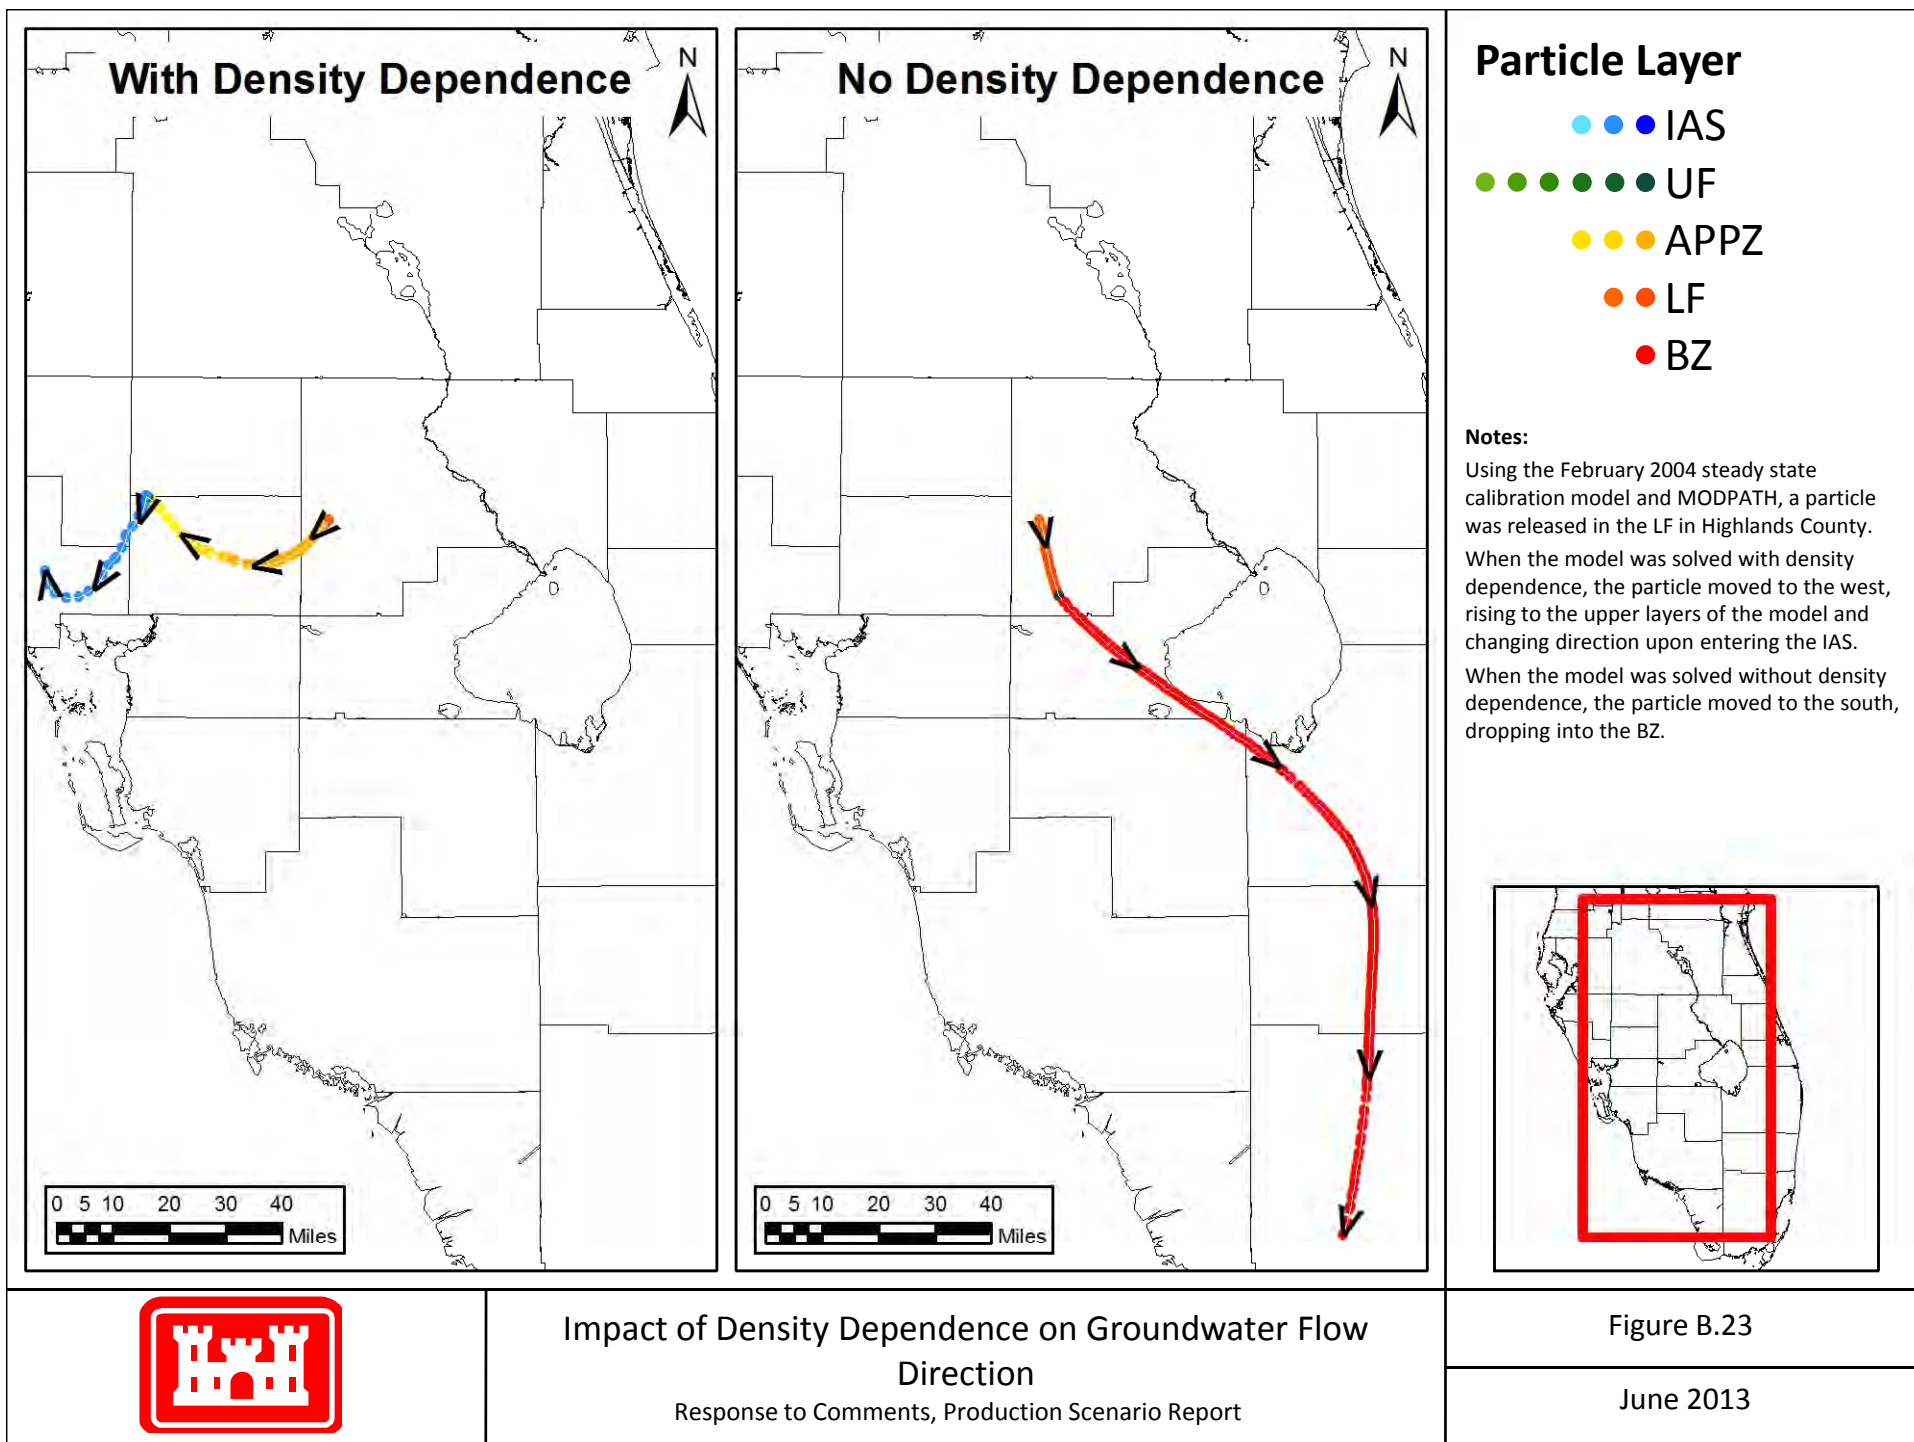 With Density Dependence
N
0 5 10 20 30 40
Miles
No Density Dependence
N
0 5 10 20 30 40
Miles
Particle Layer
IAS
UF
APPZ
LF
BZ
Notes:
Using the February 2004 steady state
calibration model and MODPATH, a particle
was released in the LF in Highlands County.
When the model was solved with density
dependence, the particle moved to the west,
rising to the upper layers of the model and
changing direction upon entering the IAS.
When the model was solved without density
dependence, the particle moved to the south,
dropping into the BZ.
Impact of Density Dependence on Groundwater Flow
Direction
Response to Comments, Production Scenario Report
Figure B.23
June 2013